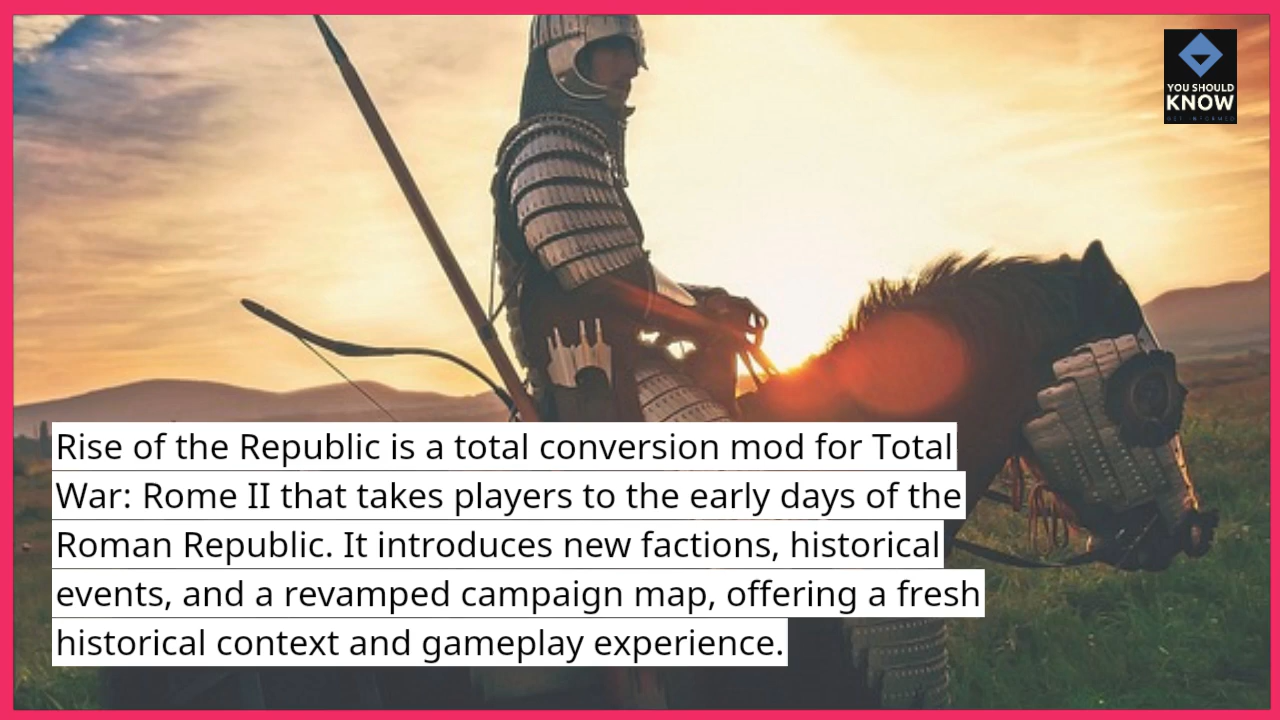 YOU SHOULD
KNOW
GET INFORMED
Rise of the Republic is a total conversion mod for Total
War: Rome II that takes players to the early days of the
Roman Republic. It introduces new factions, historical
events, and a revamped campaign map, offering a fresh
historical context and gameplay experience.